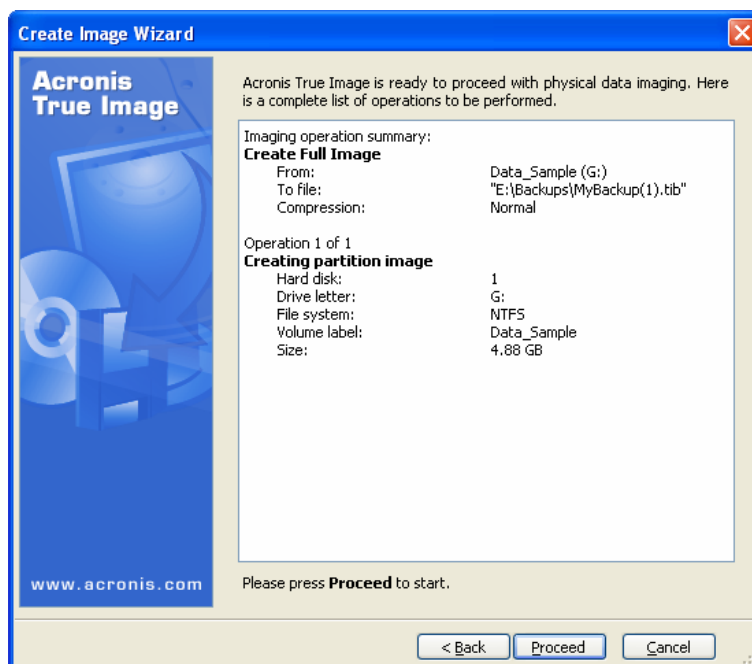 Create Image Wizard
Acronis
True Image
Acronis True Image is ready to proceed with physical data imaging. Here
is a complete list of operations to be performed.
Imaging operation summary:
Create Full Image
From: Data_Sample (G:)
To file: "E:\Backups\MyBackup(1).tib"
Compression: Normal
Operation 1 of 1
Creating partition image
Hard disk: 1
Drive letter: G:
File system: NTFS
Volume label: Data_Sample
Size: 4.88 GB
www.acronis.com
Please press Proceed to start.
< Back Proceed Cancel